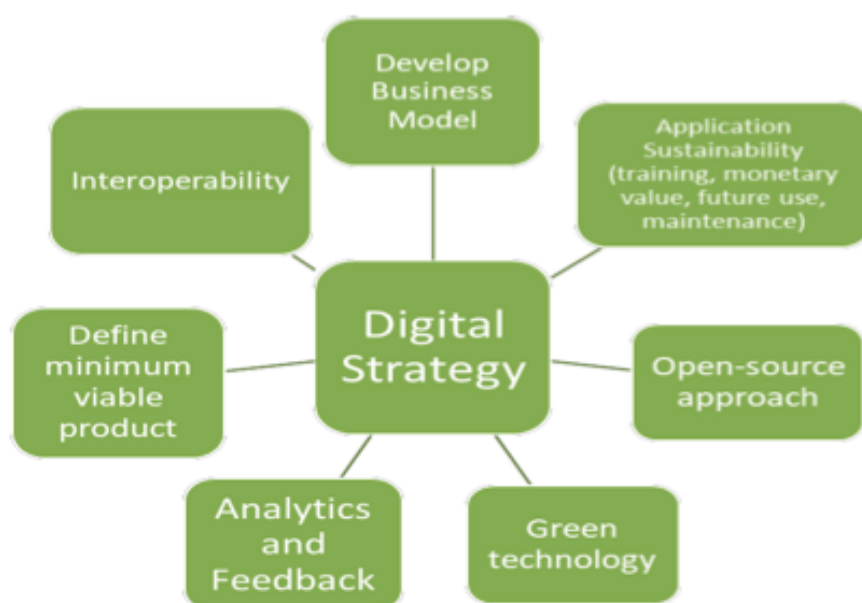 Develop
Business
Model
Application
Sustainability
(training, monetary
value, future use,
maintenance)
Interoperability
Digital
Strategy
Define
minimum
viable
product
Open-source
approach
Analytics
and
Feedback
Green
technology